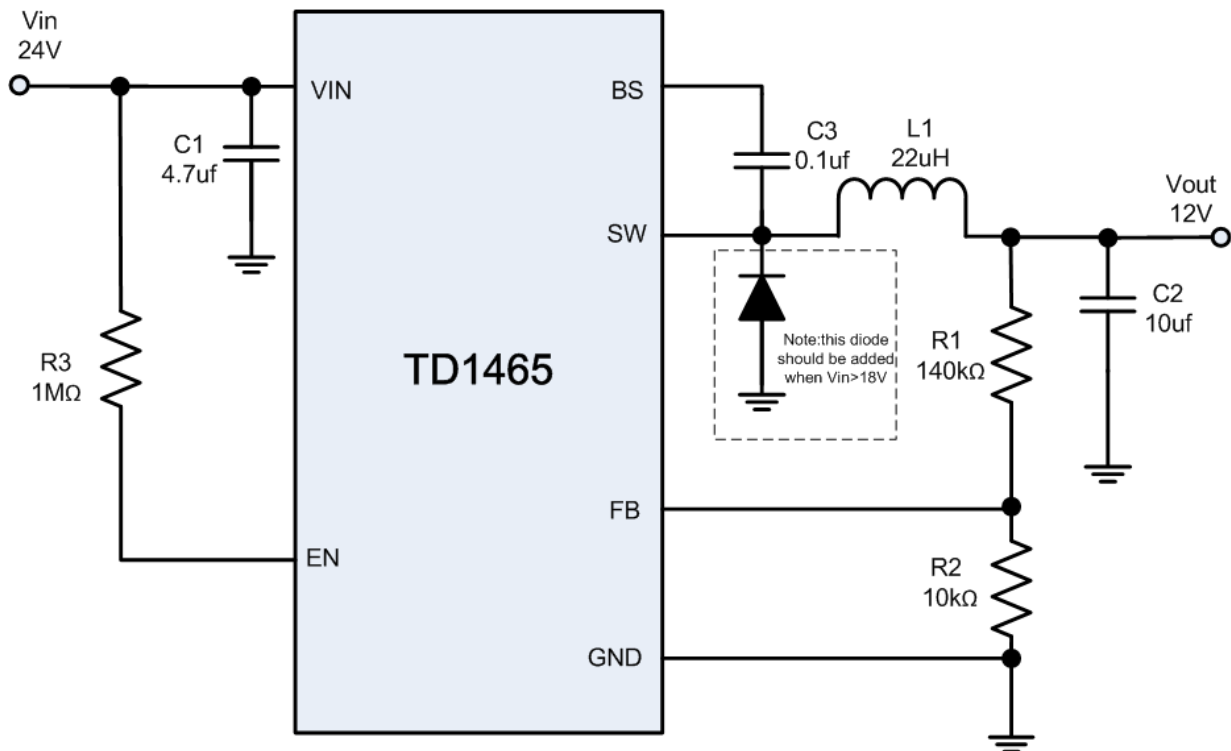 Vin
24V
VIN
BS
C1
4.7uf
C3
0.1uf
L1
22uH
Vout
12V
SW
C2
10uf
R3
1MΩ
TD1465
Note:this diode
should be added
when Vin>18V
R1
140kΩ
FB
EN
R2
10kΩ
GND